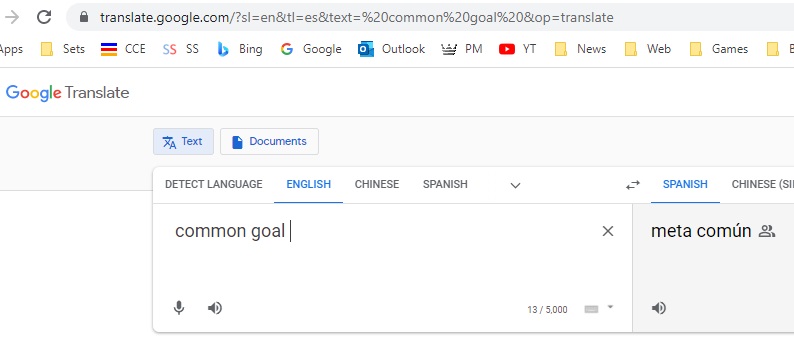 translate.google.com/?sl=en&tl=es&text=%20common%20goal%20&op=translate
Apps Sets CCE SS SS Bing Google Outlook PM YT News Web Games
Google Translate
Text Documents
DETECT LANGUAGE ENGLISH CHINESE SPANISH SPANISH CHINESE (SI
common goal meta común
13 / 5,000